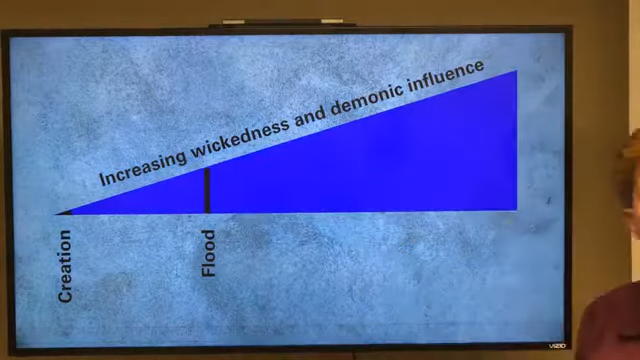 Increasing wickedness and demonic influence
Creation
Flood
VIZIO